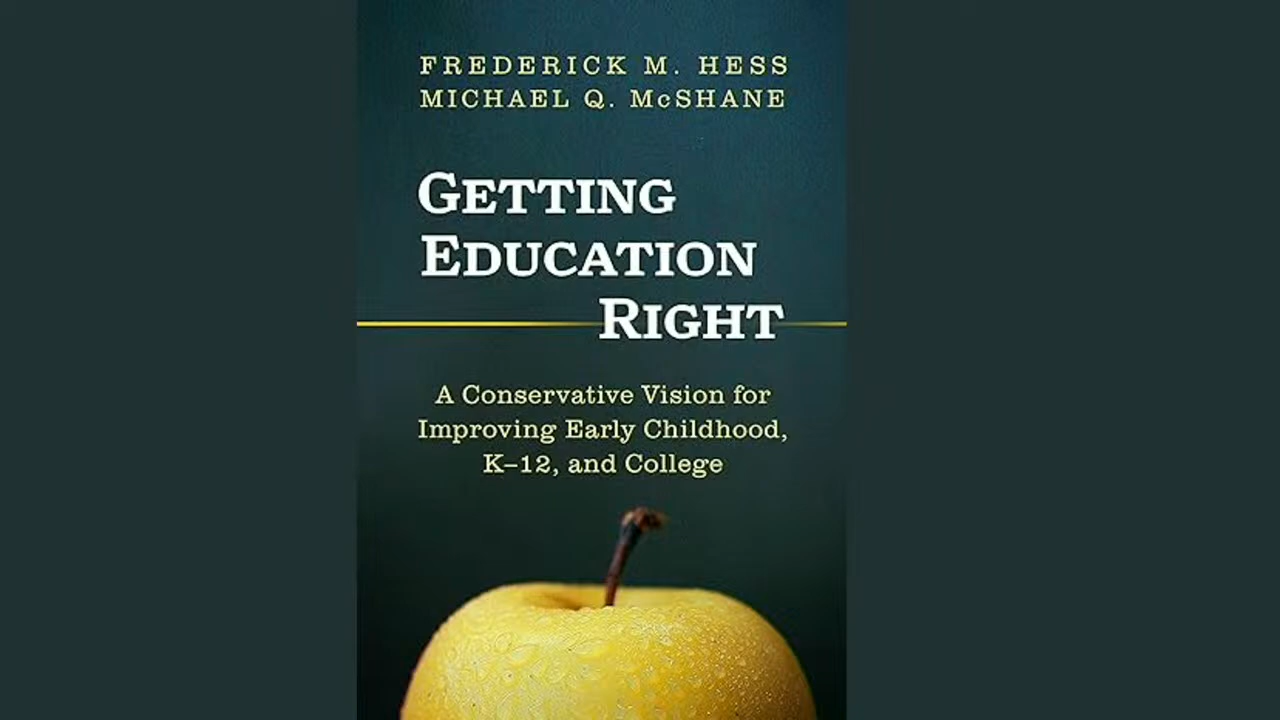 FREDERICK M. HESS
MICHAEL Q. McSHANE
GETTING
EDUCATION
RIGHT
A Conservative Vision for
Improving Early Childhood,
K–12, and College